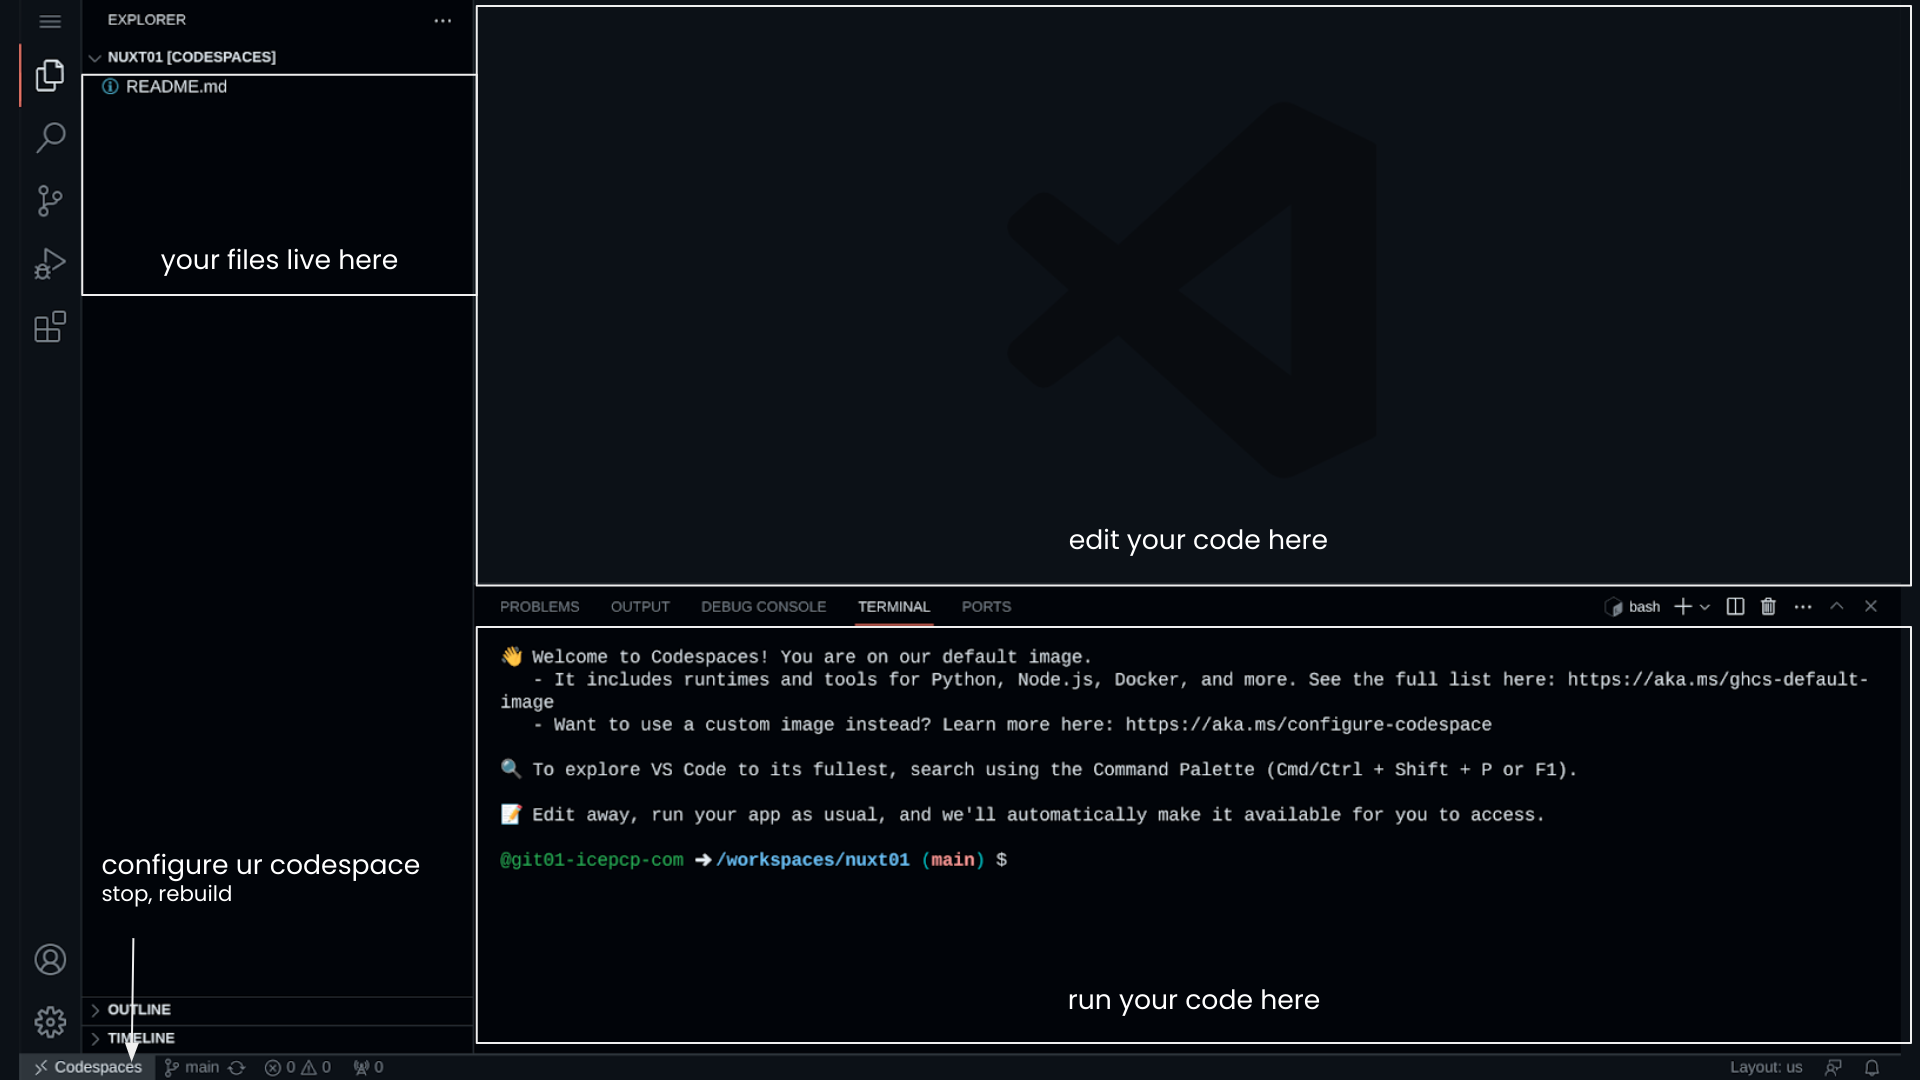 EXPLORER
NUXT01 [CODESPACES]
README.md
your files live here
edit your code here
PROBLEMS OUTPUT DEBUG CONSOLE TERMINAL PORTS
bash
👋 Welcome to Codespaces! You are on our default image.
- It includes runtimes and tools for Python, Node.js, Docker, and more. See the full list here: https://aka.ms/ghcs-default-
image
- Want to use a custom image instead? Learn more here: https://aka.ms/configure-codespace
🔍 To explore VS Code to its fullest, search using the Command Palette (Cmd/Ctrl + Shift + P or F1).
📝 Edit away, run your app as usual, and we'll automatically make it available for you to access.
@git01-icepcp-com ➜ /workspaces/nuxt01 (main) $
run your code here
configure ur codespace
stop, rebuild
OUTLINE
TIMELINE
Codespaces main 0 0 0 Layout: us